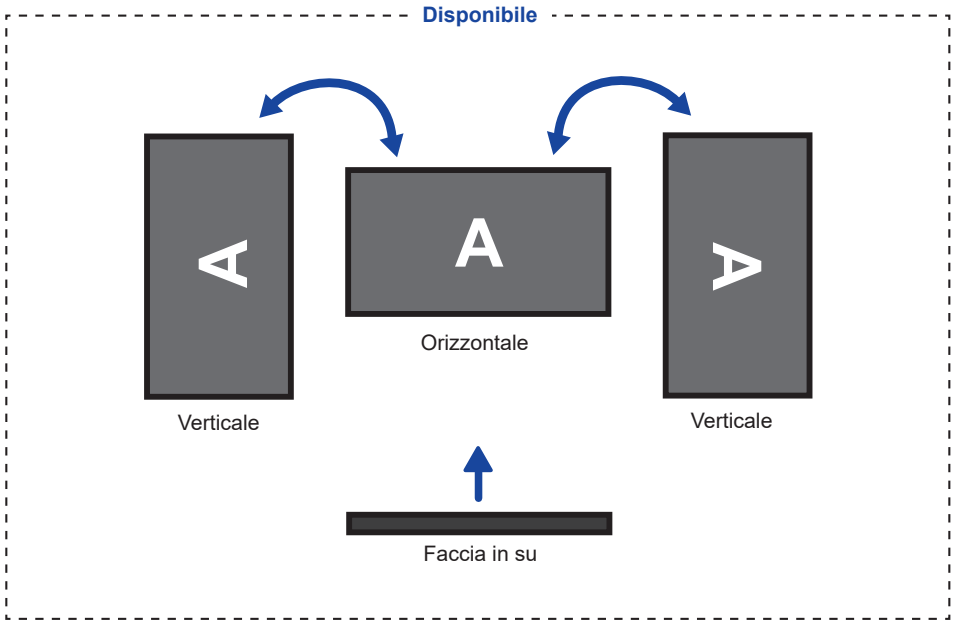 Disponibile
A
A
A
Orizzontale
Verticale
Verticale
Faccia in su